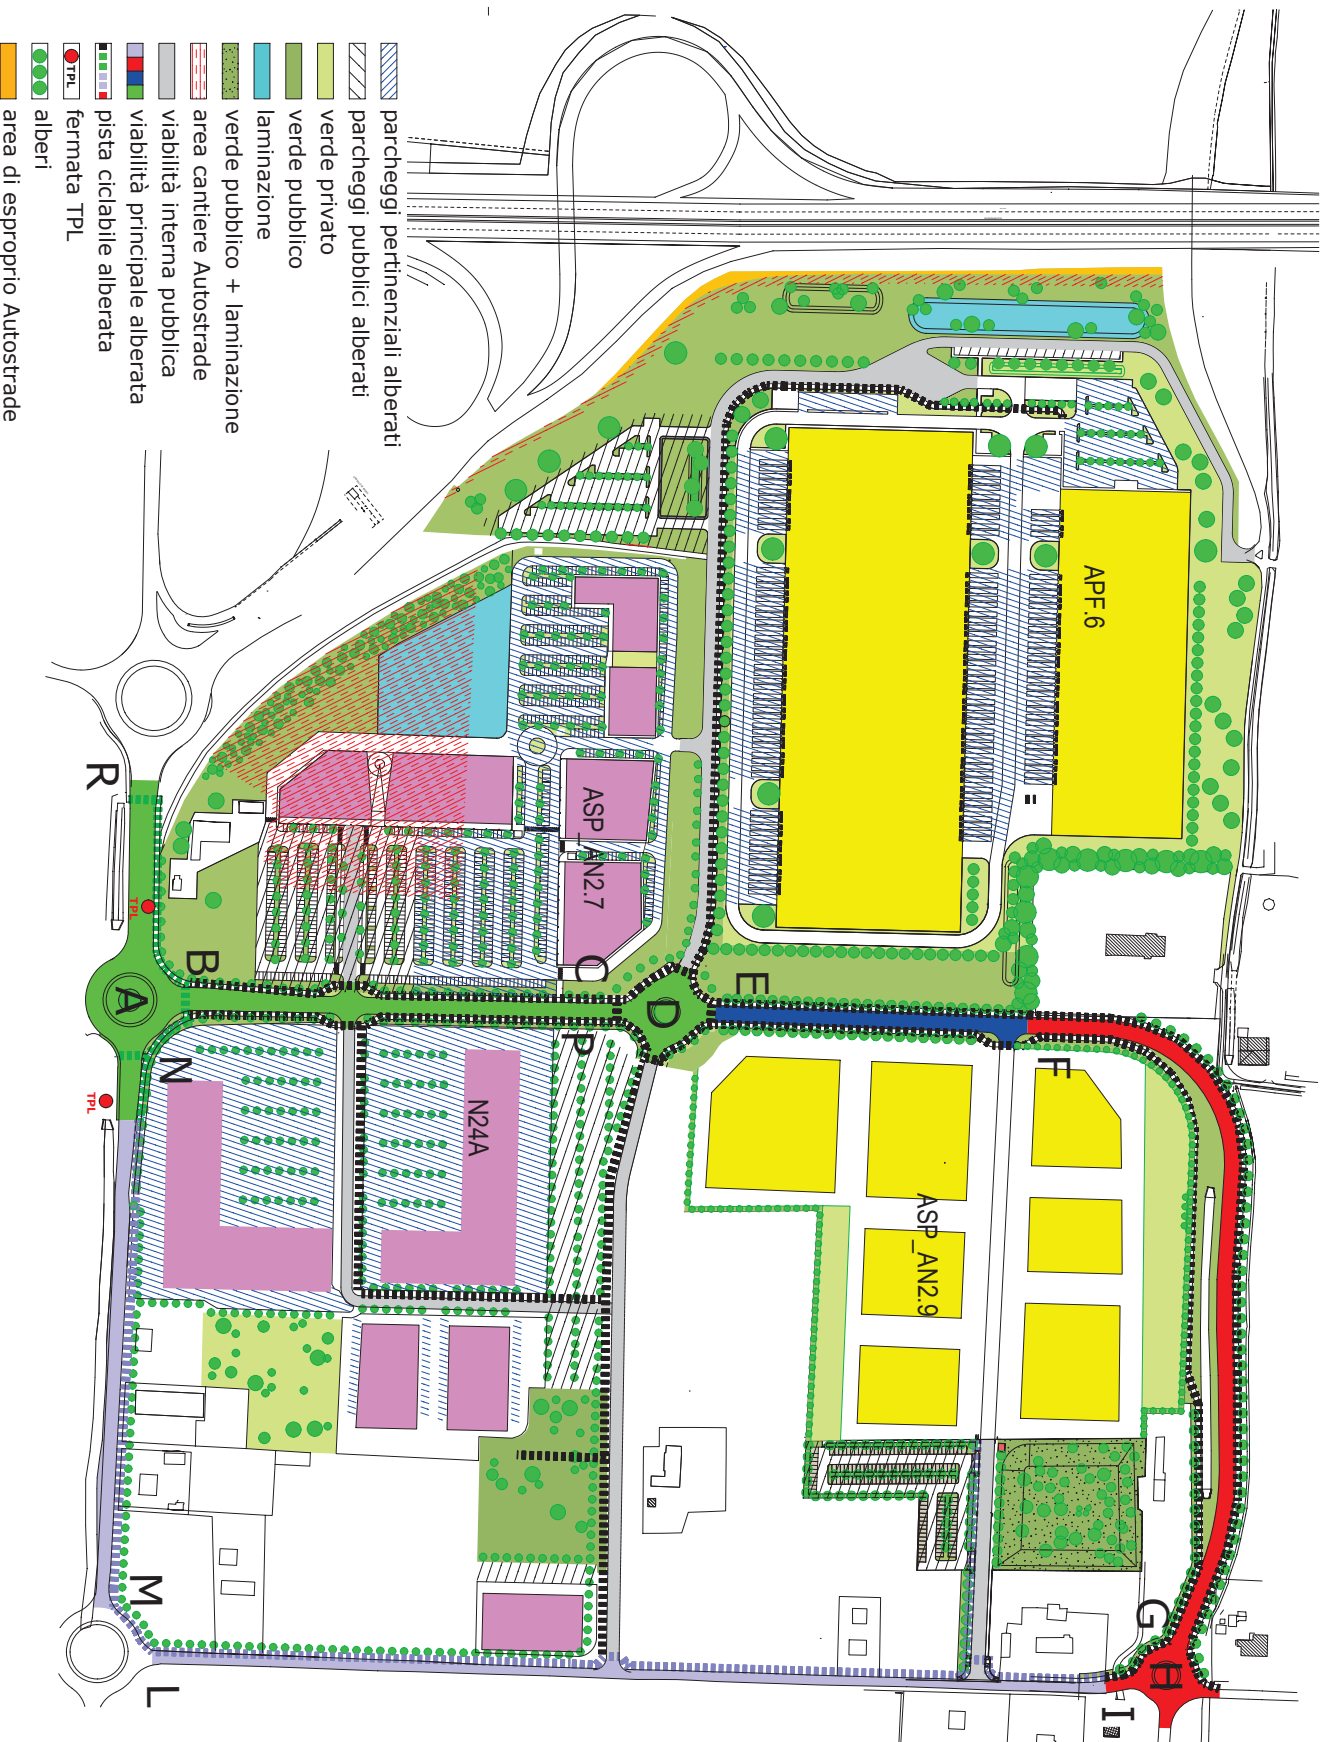 parcheggi pertinenziali alberati
parcheggi pubblici alberati
verde privato
verde pubblico
laminazione
verde pubblico + laminazione
area cantiere Autostrade
viabilità interna pubblica
viabilità principale alberata
pista ciclabile alberata
TPL fermata TPL
alberi
area di esproprio Autostrade
APF.6
ASP_AN2.7
ASP_AN2.9
N24A
R
TPL
A
B
N
TPL
C
D
P
E
F
G
H
I
M
L